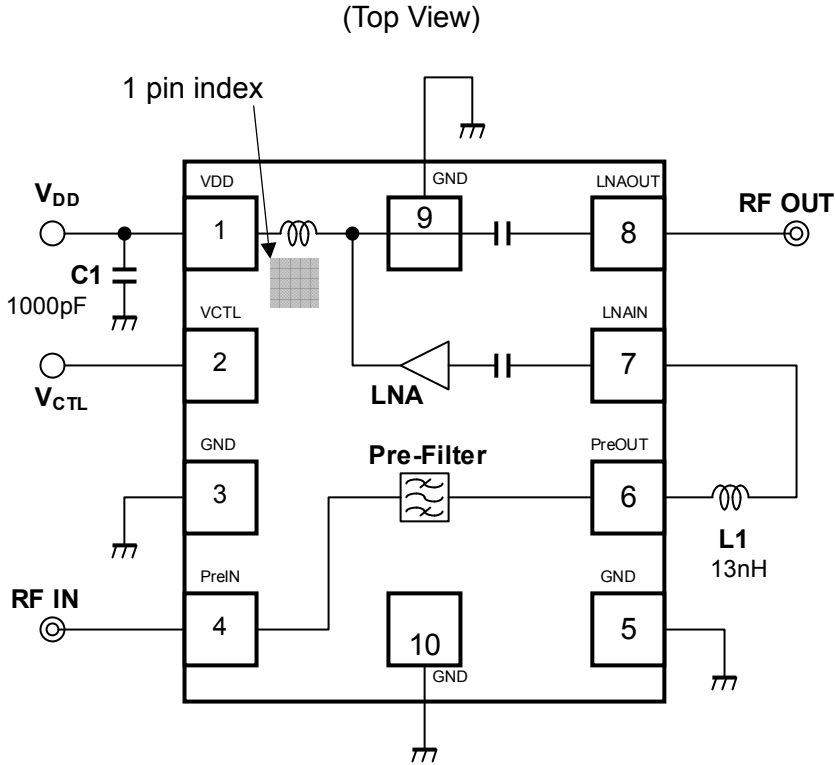 (Top View)
1 pin index
VDD
GND
LNAOUT
VDD
1
9
8
RF OUT
C1
1000pF
VCTL
LNAIN
2
7
VCTL
LNA
GND
Pre-Filter
PreOUT
3
6
L1
13nH
PreIN
GND
RF IN
4
10
5
GND